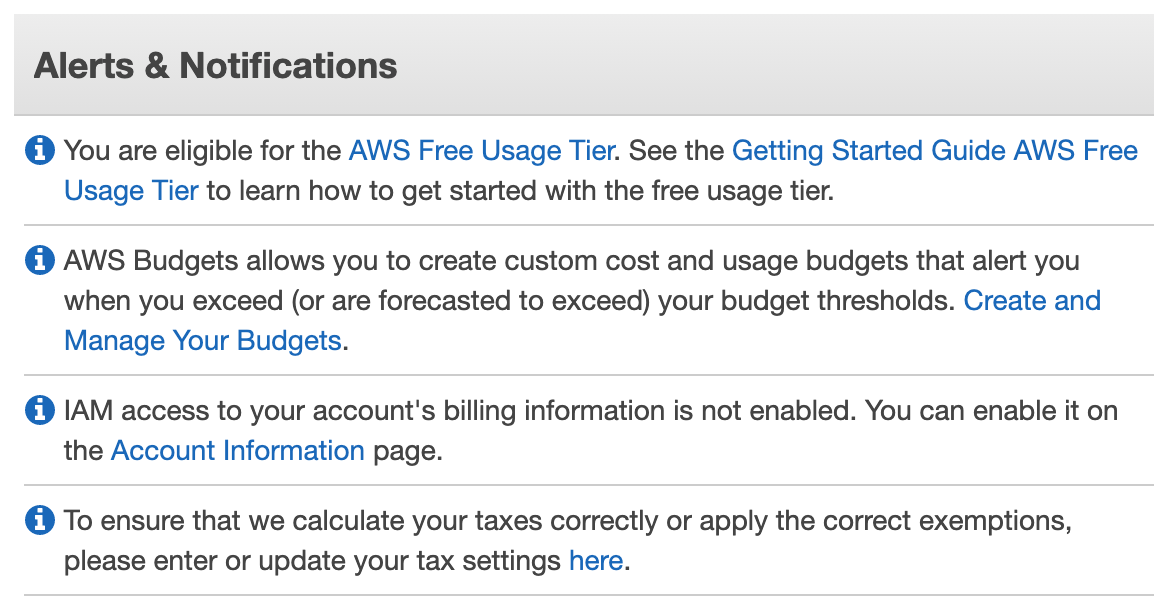 Alerts & Notifications
You are eligible for the AWS Free Usage Tier. See the Getting Started Guide AWS Free
Usage Tier to learn how to get started with the free usage tier.
AWS Budgets allows you to create custom cost and usage budgets that alert you
when you exceed (or are forecasted to exceed) your budget thresholds. Create and
Manage Your Budgets.
IAM access to your account's billing information is not enabled. You can enable it on
the Account Information page.
To ensure that we calculate your taxes correctly or apply the correct exemptions,
please enter or update your tax settings here.